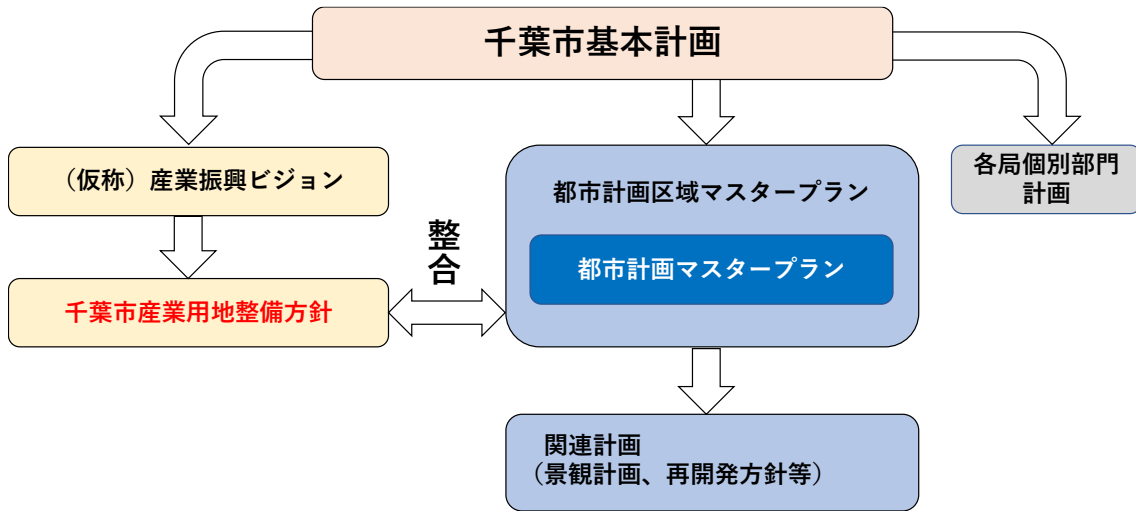 千葉市基本計画
（仮称）産業振興ビジョン
都市計画区域マスタープラン
各局個別部門
計画
整
合
都市計画マスタープラン
千葉市産業用地整備方針
関連計画
（景観計画、再開発方針等）